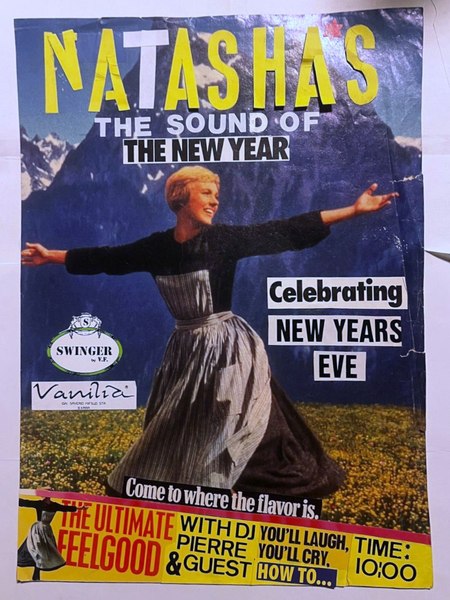 NATASHA'S
THE SOUND OF
THE NEW YEAR
Celebrating
NEW YEARS
EVE
S
SWINGER
by V.F.
Vanilia
Come to where the flavor is.
THE ULTIMATE
FEELGOOD
WITH DJ
PIERRE
& GUEST
YOU'LL LAUGH,
YOU'LL CRY,
HOW TO...
TIME:
10:00